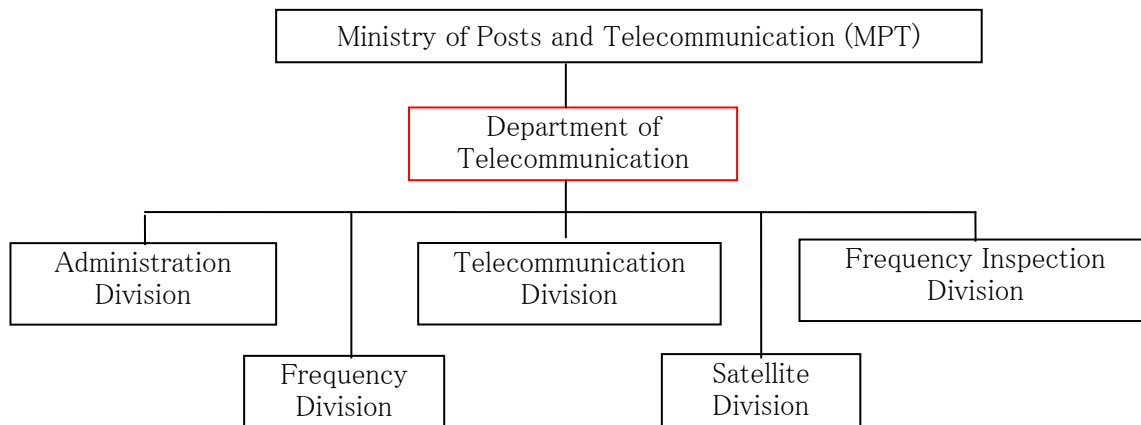 Ministry of Posts and Telecommunication (MPT)
Department of
Telecommunication
Administration
Division
Telecommunication
Division
Frequency Inspection
Division
Frequency
Division
Satellite
Division